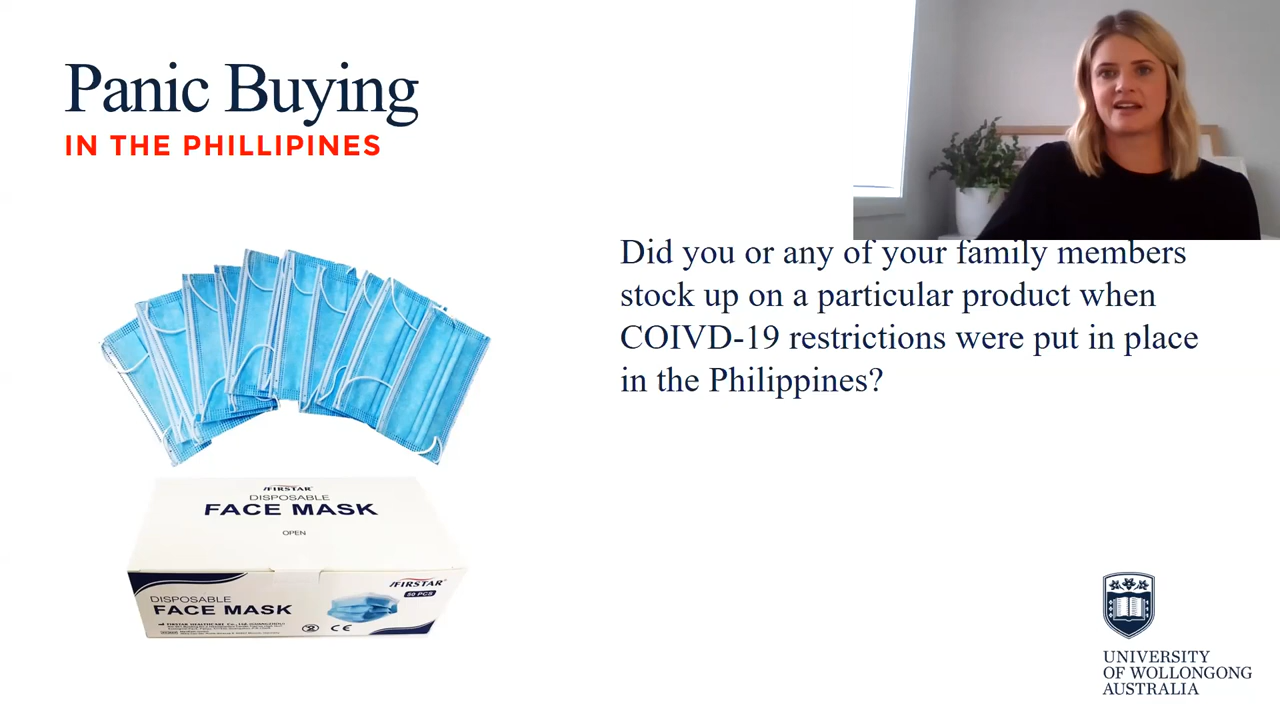 Panic Buying
IN THE PHILLIPINES
Did you or any of your family members
stock up on a particular product when
COIVD-19 restrictions were put in place
in the Philippines?
FIRSTAR
DISPOSABLE
FACE MASK
OPEN
FIRSTAR
50 PCS
DISPOSABLE
FACE MASK
CE
UNIVERSITY
OF WOLLONGONG
AUSTRALIA